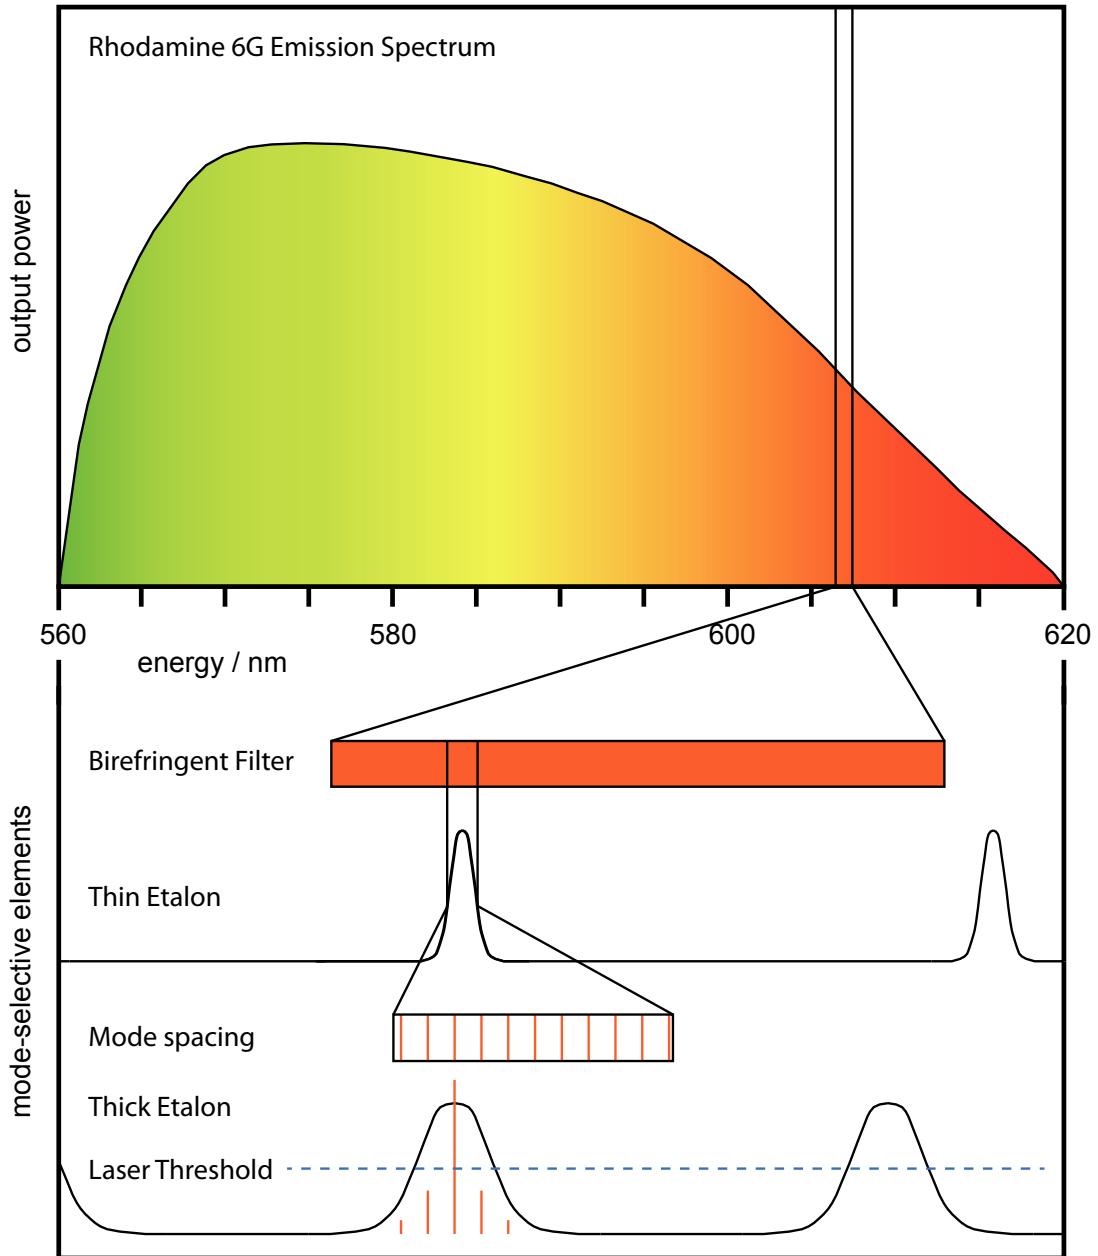 Rhodamine 6G Emission Spectrum
output power
560
580
600
620
energy / nm
mode-selective elements
Birefringent Filter
Thin Etalon
Mode spacing
Thick Etalon
Laser Threshold